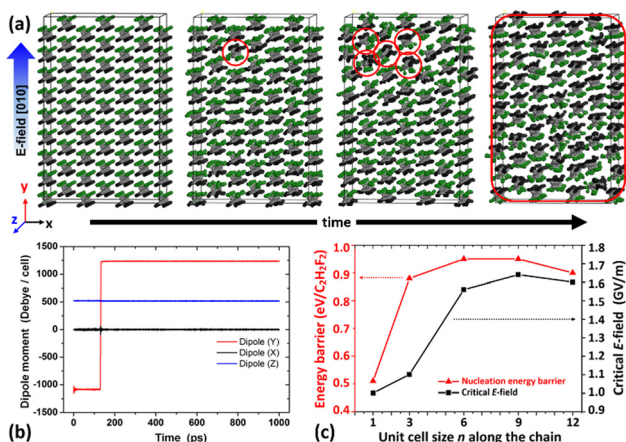 (a)
E-field [010]
y
z
x
time
Dipole moment (Debye / cell)
1500
1000
500
0
-500
-1000
-1500
Dipole (Y)
Dipole (X)
Dipole (Z)
0 200 400 600 800 1000
Time (ps)
(b)
Energy barrier (eV/C₂H₂F₂)
1.0
0.9
0.8
0.7
0.6
0.5
0.4
Nucleation energy barrier
Critical E-field
1 3 6 9 12
Unit cell size n along the chain
(c)
1.8
1.7
1.6
1.5
1.4
1.3
1.2
1.1
1.0
0.9
Critical E-field (GV/m)